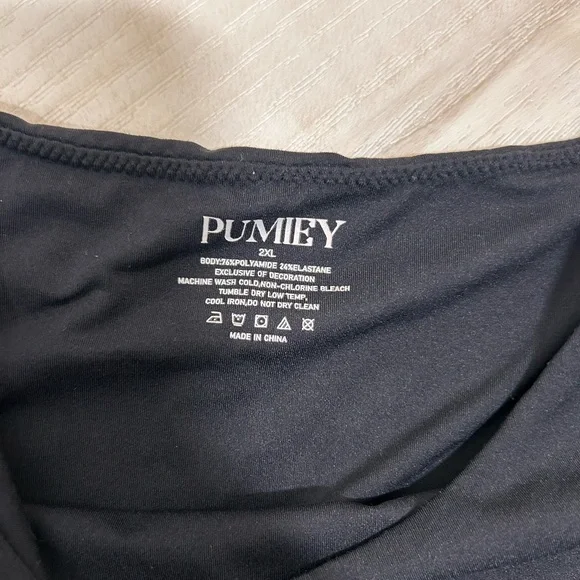 PUMIEY
2XL
BODY:76%POLYAMIDE 24%ELASTANE
EXCLUSIVE OF DECORATION
MACHINE WASH COLD,NON-CHLORINE BLEACH
TUMBLE DRY LOW TEMP,
COOL IRON,DO NOT DRY CLEAN
MADE IN CHINA